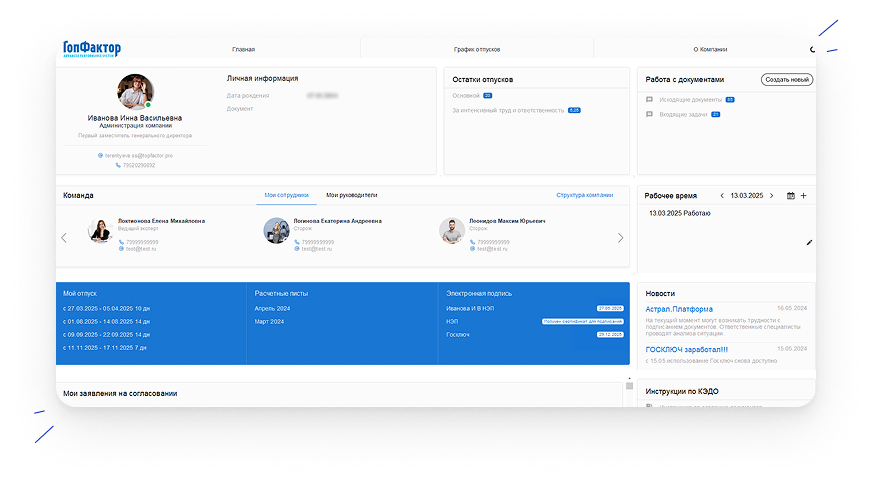 ТопФактор
Главная
График отпусков
О Компании
Иванова Инна Васильевна
Администрация компании
Первый заместитель генерального директора
terentyeva.ss@topfactor.pro
79520290892
Личная информация
Дата рождения
Документ
Остатки отпусков
Основной
За интенсивный труд и ответственность
Работа с документами
Создать новый
Исходящие документы
Входящие задачи
Команда
Мои сотрудники
Мои руководители
Структура компании
Локтионова Елена Михайловна
Ведущий эксперт
79999999999
test@test.ru
Логинова Екатерина Андреевна
Сторож
79999999999
test@test.ru
Леонидов Максим Юрьевич
Сторож
79999999999
test@test.ru
Рабочее время
13.03.2025
13.03.2025 Работаю
Мой отпуск
с 27.03.2025 - 05.04.2025 10 дн
с 01.08.2025 - 14.08.2025 14 дн
с 09.09.2025 - 22.09.2025 14 дн
с 11.11.2025 - 17.11.2025 7 дн
Расчетные листы
Апрель 2024
Март 2024
Электронная подпись
Иванова И В НЭП
27.05.2025
НЭП
Получен сертификат для подписания
Госключ
29.12.2025
Новости
Астрал.Платформа
16.05.2024
На текущий момент могут возникать трудности с
подписанием документов. Ответственные специалисты
проводят анализ ситуации.
ГОСКЛЮЧ заработал!!!!
15.05.2024
С 15.05 использование Госключ снова доступно
Мои заявления на согласовании
Инструкции по КЭДО